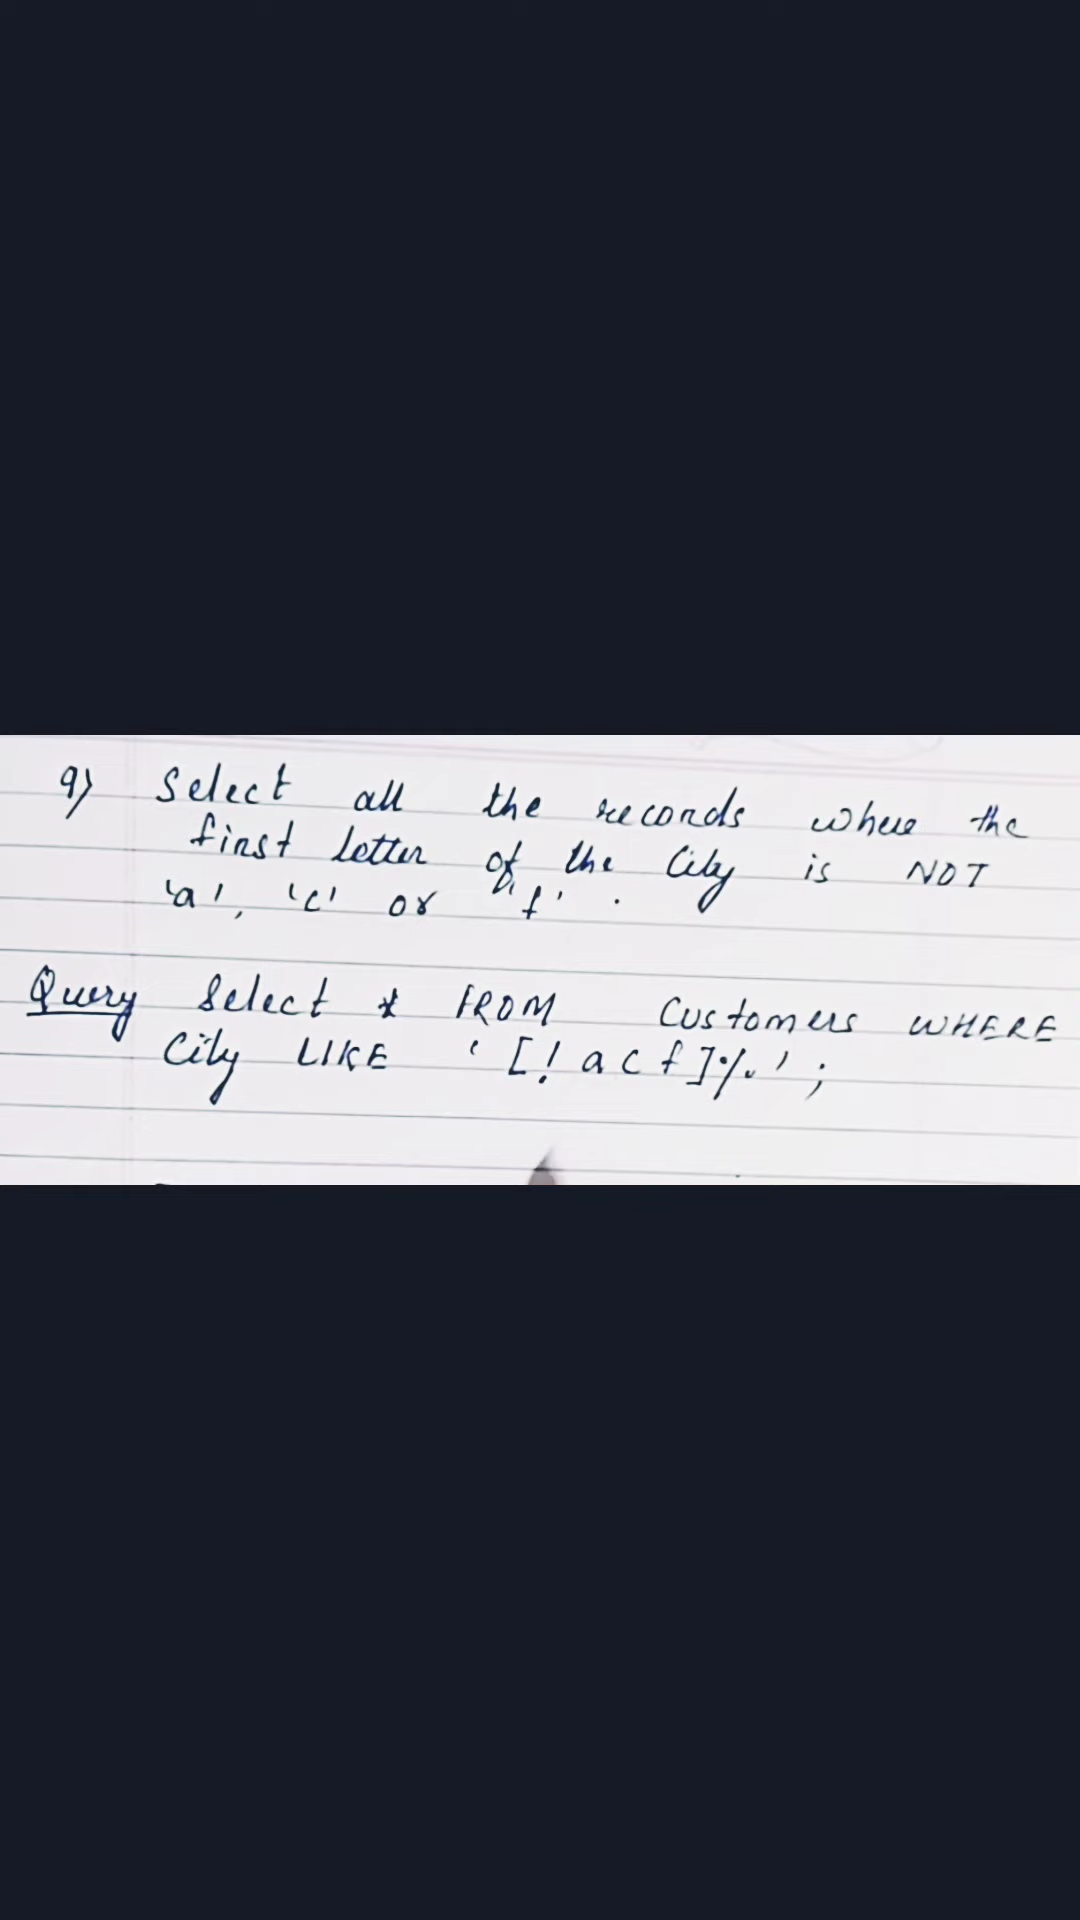 9) Select all the records where the
first letter of the City is NOT
'a', 'c' or 'f'.
Query Select * FROM Customers WHERE
City LIKE '[! a c f]%';